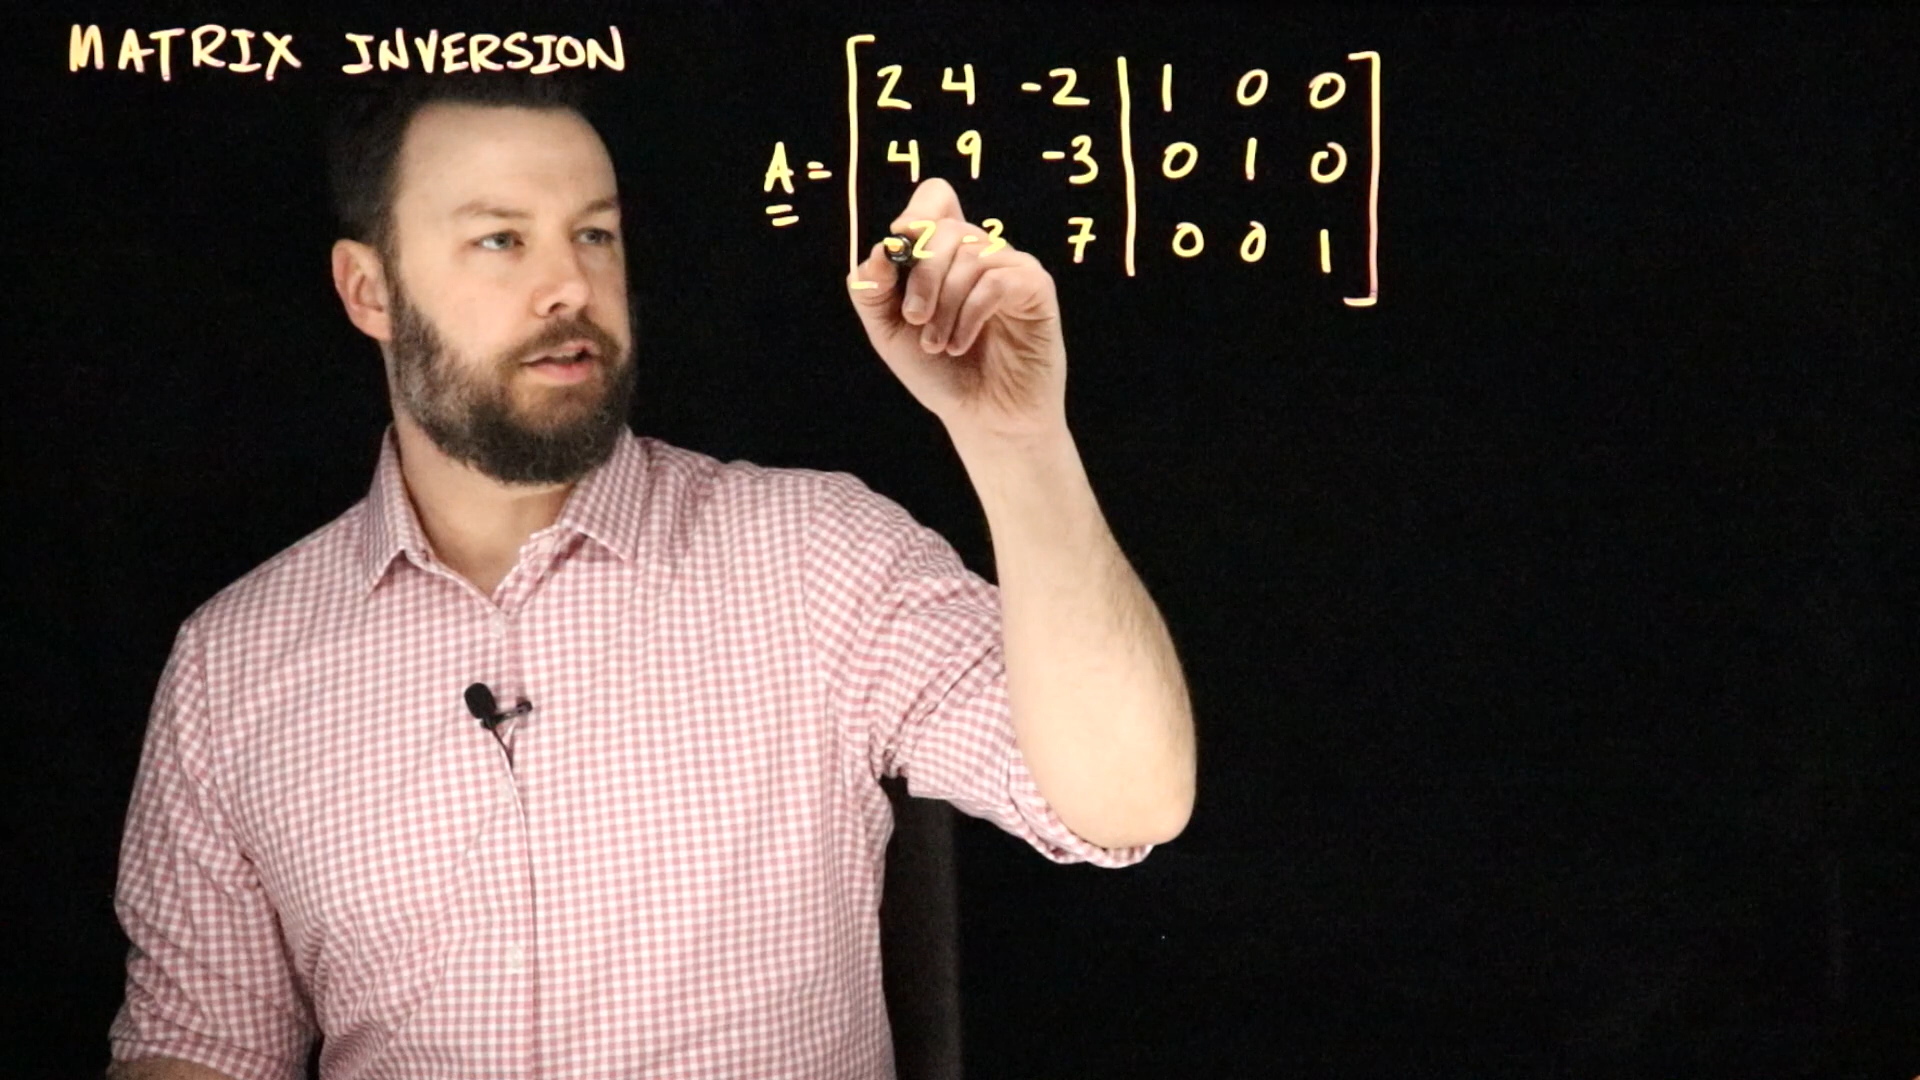 MATRIX INVERSION
2 4 -2 | 1 0 0
A = 4 9 -3 | 0 1 0
-2 -3 7 | 0 0 1